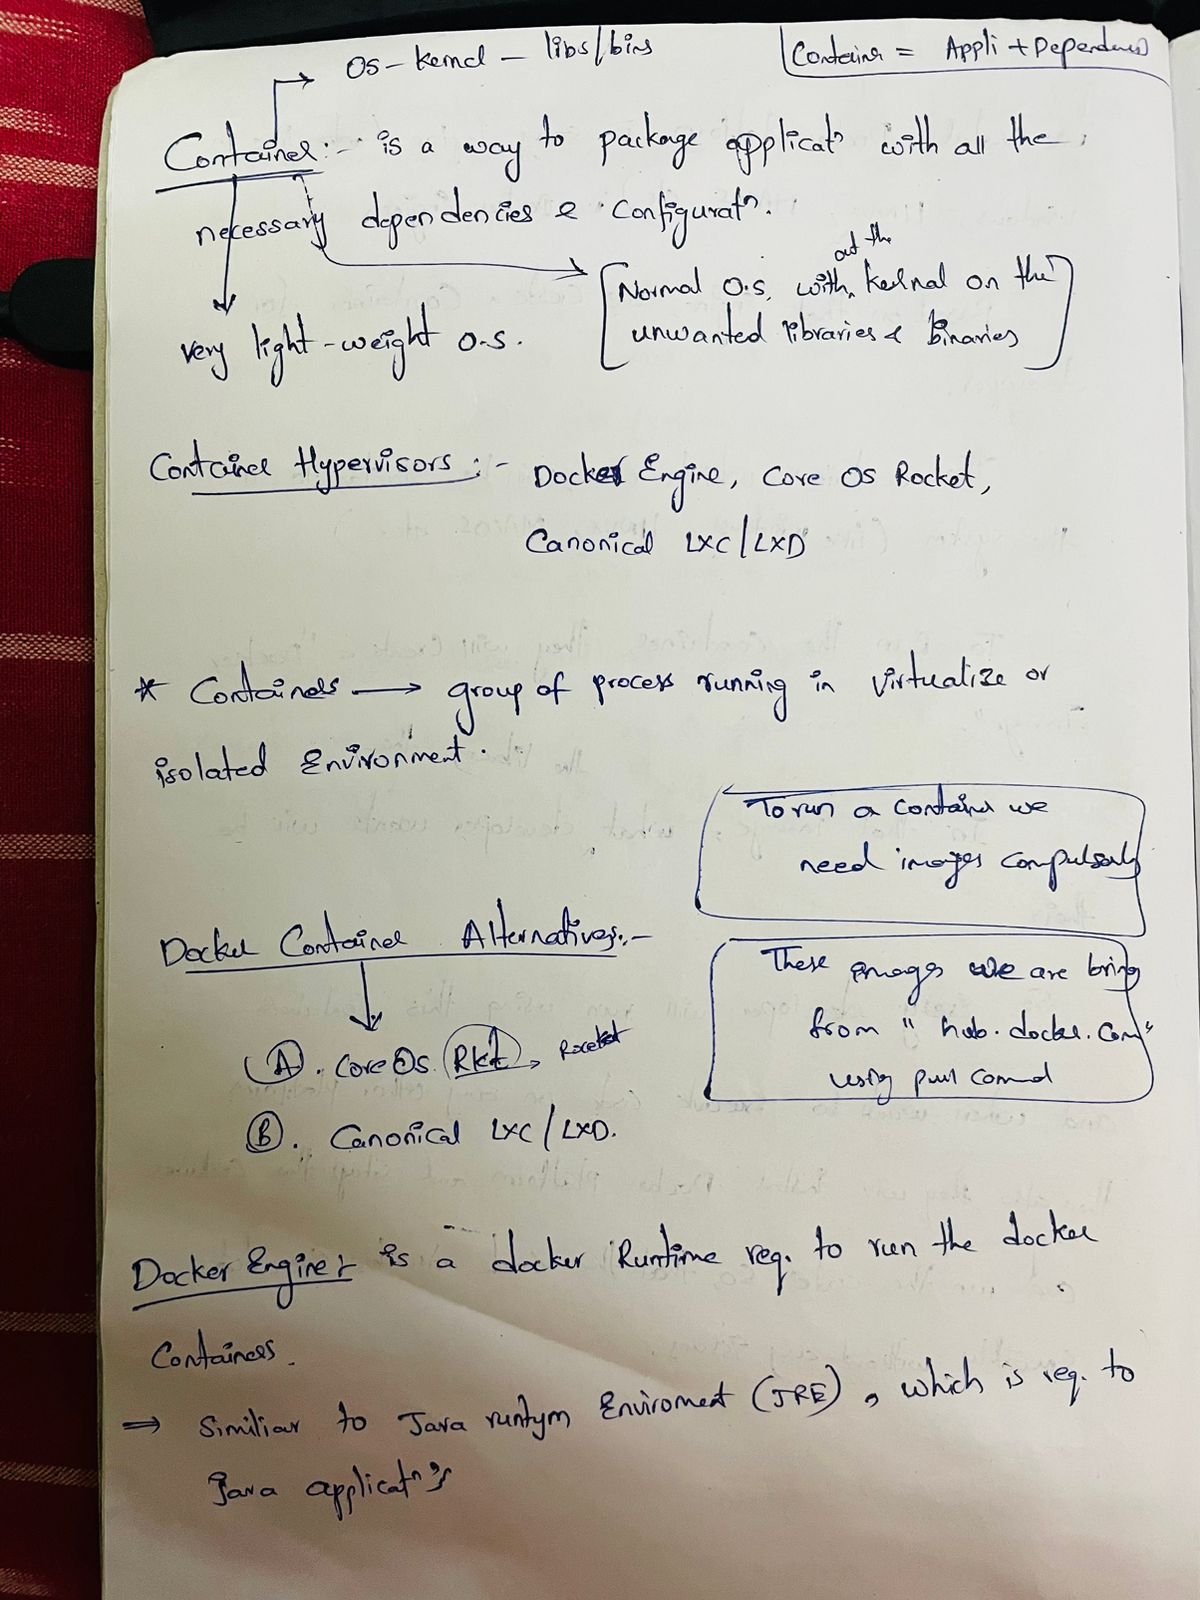 OS - kernel - libs/bins
Container = Appli + Dependences
Container :- is a way to package applicatn with all the
necessary dependencies & configuratn.
out the
[Normal O.S. with kernal on the
unwanted libraries & Binaries]
very light-weight O.S.
Container Hypervisors :- Docker Engine, Core OS Rocket,
Canonical LXC/LXD
* Containers → group of process running in virtualize or
isolated Environment.
To run a container we
need images compulsorly
Docker Container Alternatives:-
These images we are bring
from "hub.docker.com"
using pull command
(A). Core Os. Rkt → Rocket
(B). Canonical LXC/LXD.
Docker Engine :- is a docker Runtime req. to run the docker
Containers.
⇒ Similiar to Java runtym Enviroment (JRE), which is req. to
Java applicatn's